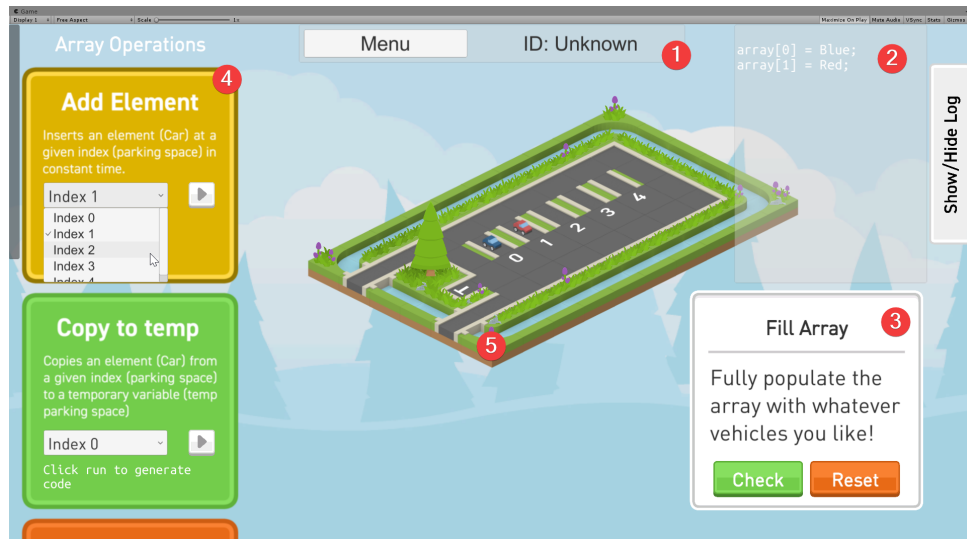 Game
Display 1 Free Aspect Scale 1x Maximize On Play Mute Audio VSync Stats Gizmos
Array Operations
Menu
ID: Unknown
1
array[0] = Blue;
array[1] = Red;
2
Show/Hide Log
4
Add Element
Inserts an element (Car) at a
given index (parking space) in
constant time.
Index 1
Index 0
Index 1
Index 2
Index 3
Index 4
0
1
2
3
4
T
5
Copy to temp
Copies an element (Car) from
a given index (parking space)
to a temporary variable (temp
parking space)
Index 0
Click run to generate
code
Fill Array
3
Fully populate the
array with whatever
vehicles you like!
Check
Reset